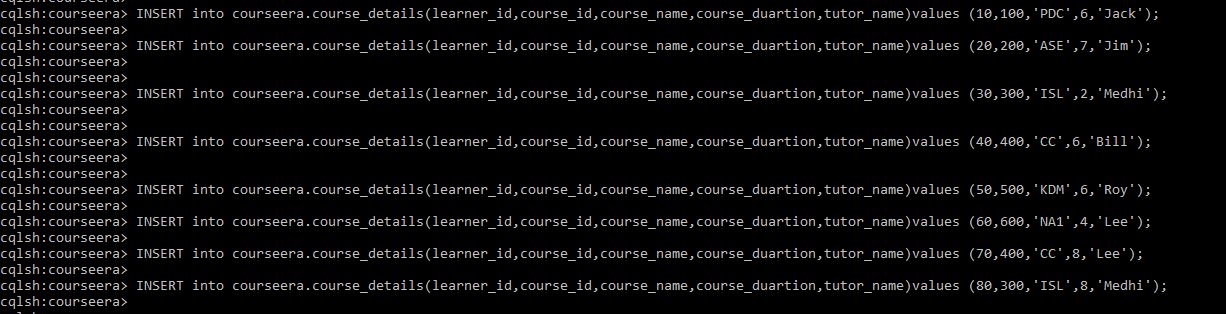 cqlsh:courseera>
cqlsh:courseera> INSERT into courseera.course_details(learner_id,course_id,course_name,course_duartion,tutor_name)values (10,100,'PDC',6,'Jack');
cqlsh:courseera>
cqlsh:courseera> INSERT into courseera.course_details(learner_id,course_id,course_name,course_duartion,tutor_name)values (20,200,'ASE',7,'Jim');
cqlsh:courseera>
cqlsh:courseera>
cqlsh:courseera> INSERT into courseera.course_details(learner_id,course_id,course_name,course_duartion,tutor_name)values (30,300,'ISL',2,'Medhi');
cqlsh:courseera>
cqlsh:courseera>
cqlsh:courseera> INSERT into courseera.course_details(learner_id,course_id,course_name,course_duartion,tutor_name)values (40,400,'CC',6,'Bill');
cqlsh:courseera>
cqlsh:courseera>
cqlsh:courseera> INSERT into courseera.course_details(learner_id,course_id,course_name,course_duartion,tutor_name)values (50,500,'KDM',6,'Roy');
cqlsh:courseera>
cqlsh:courseera> INSERT into courseera.course_details(learner_id,course_id,course_name,course_duartion,tutor_name)values (60,600,'NA1',4,'Lee');
cqlsh:courseera>
cqlsh:courseera> INSERT into courseera.course_details(learner_id,course_id,course_name,course_duartion,tutor_name)values (70,400,'CC',8,'Lee');
cqlsh:courseera>
cqlsh:courseera> INSERT into courseera.course_details(learner_id,course_id,course_name,course_duartion,tutor_name)values (80,300,'ISL',8,'Medhi');
cqlsh:courseera>
cqlsh:courseera>